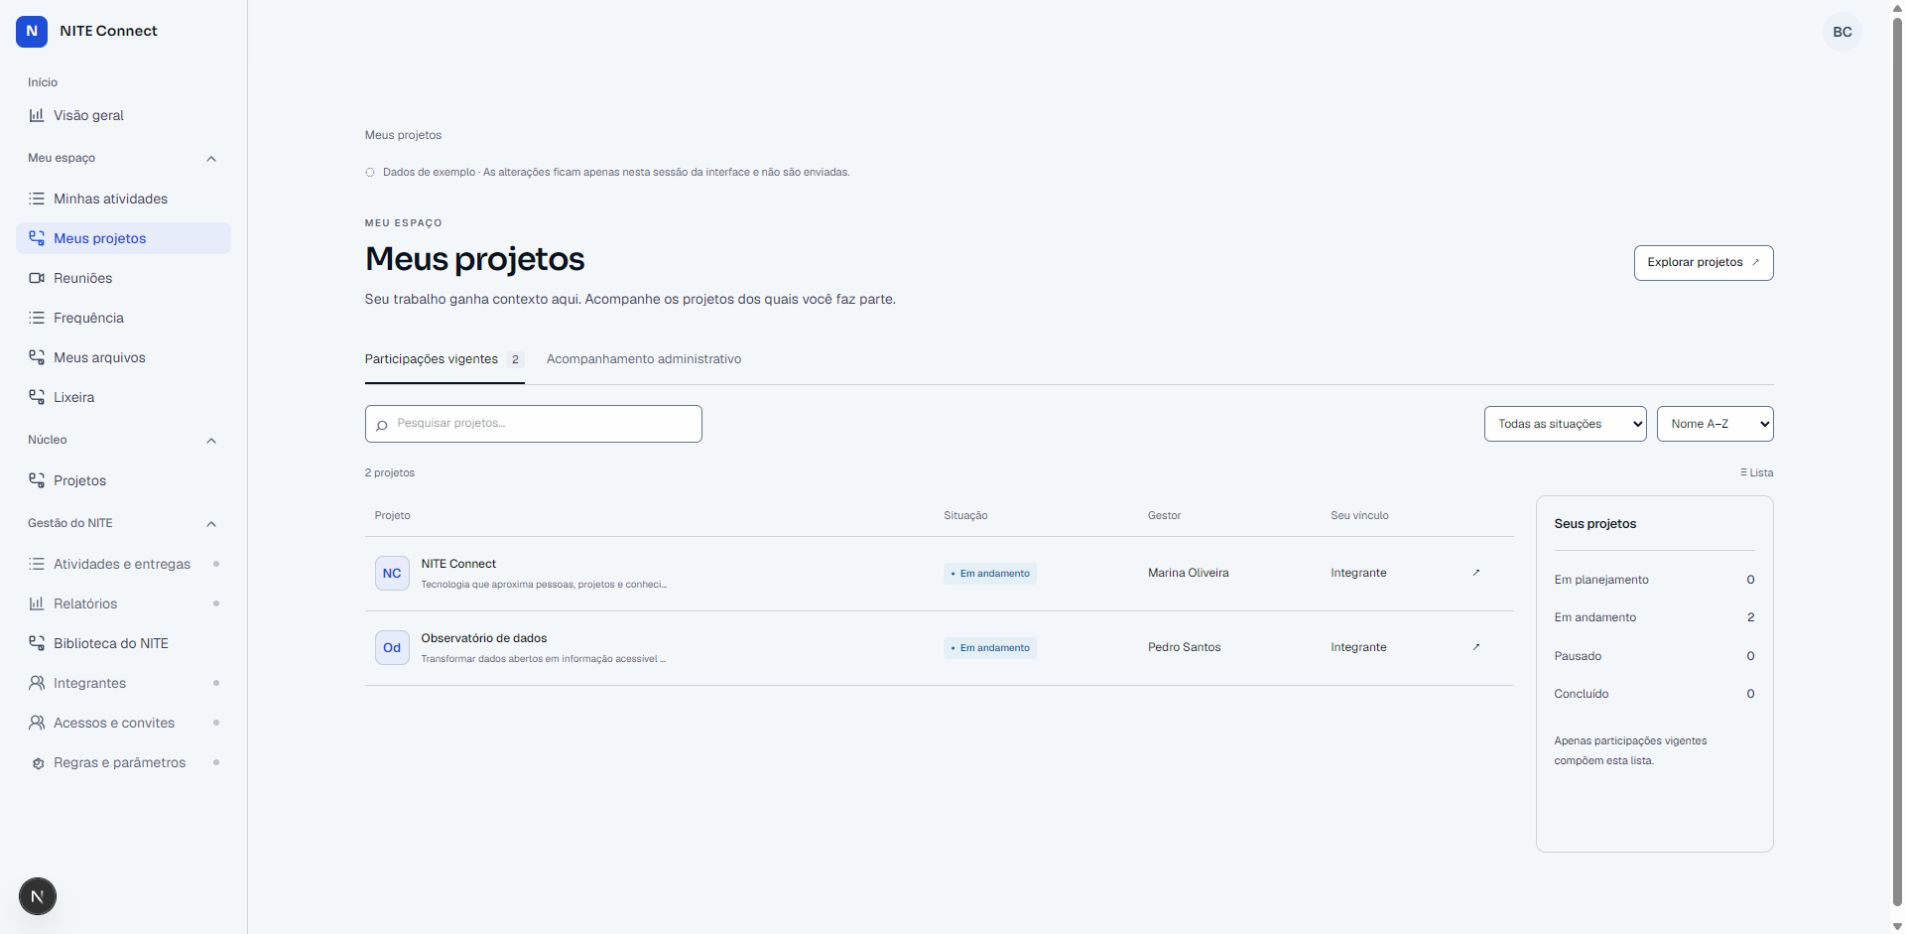 N NITE Connect
BC
Início
Visão geral
Meu espaço
Minhas atividades
Meus projetos
Reuniões
Frequência
Meus arquivos
Lixeira
Núcleo
Projetos
Gestão do NITE
Atividades e entregas
Relatórios
Biblioteca do NITE
Integrantes
Acessos e convites
Regras e parâmetros
N
Meus projetos
Dados de exemplo · As alterações ficam apenas nesta sessão da interface e não são enviadas.
MEU ESPAÇO
Meus projetos
Seu trabalho ganha contexto aqui. Acompanhe os projetos dos quais você faz parte.
Explorar projetos ↗
Participações vigentes 2 Acompanhamento administrativo
Pesquisar projetos…
Todas as situações
Nome A–Z
2 projetos
☰ Lista
Projeto Situação Gestor Seu vínculo
NC NITE Connect
Tecnologia que aproxima pessoas, projetos e conheci…
• Em andamento Marina Oliveira Integrante ↗
Od Observatório de dados
Transformar dados abertos em informação acessível …
• Em andamento Pedro Santos Integrante ↗
Seus projetos
Em planejamento 0
Em andamento 2
Pausado 0
Concluído 0
Apenas participações vigentes
compõem esta lista.